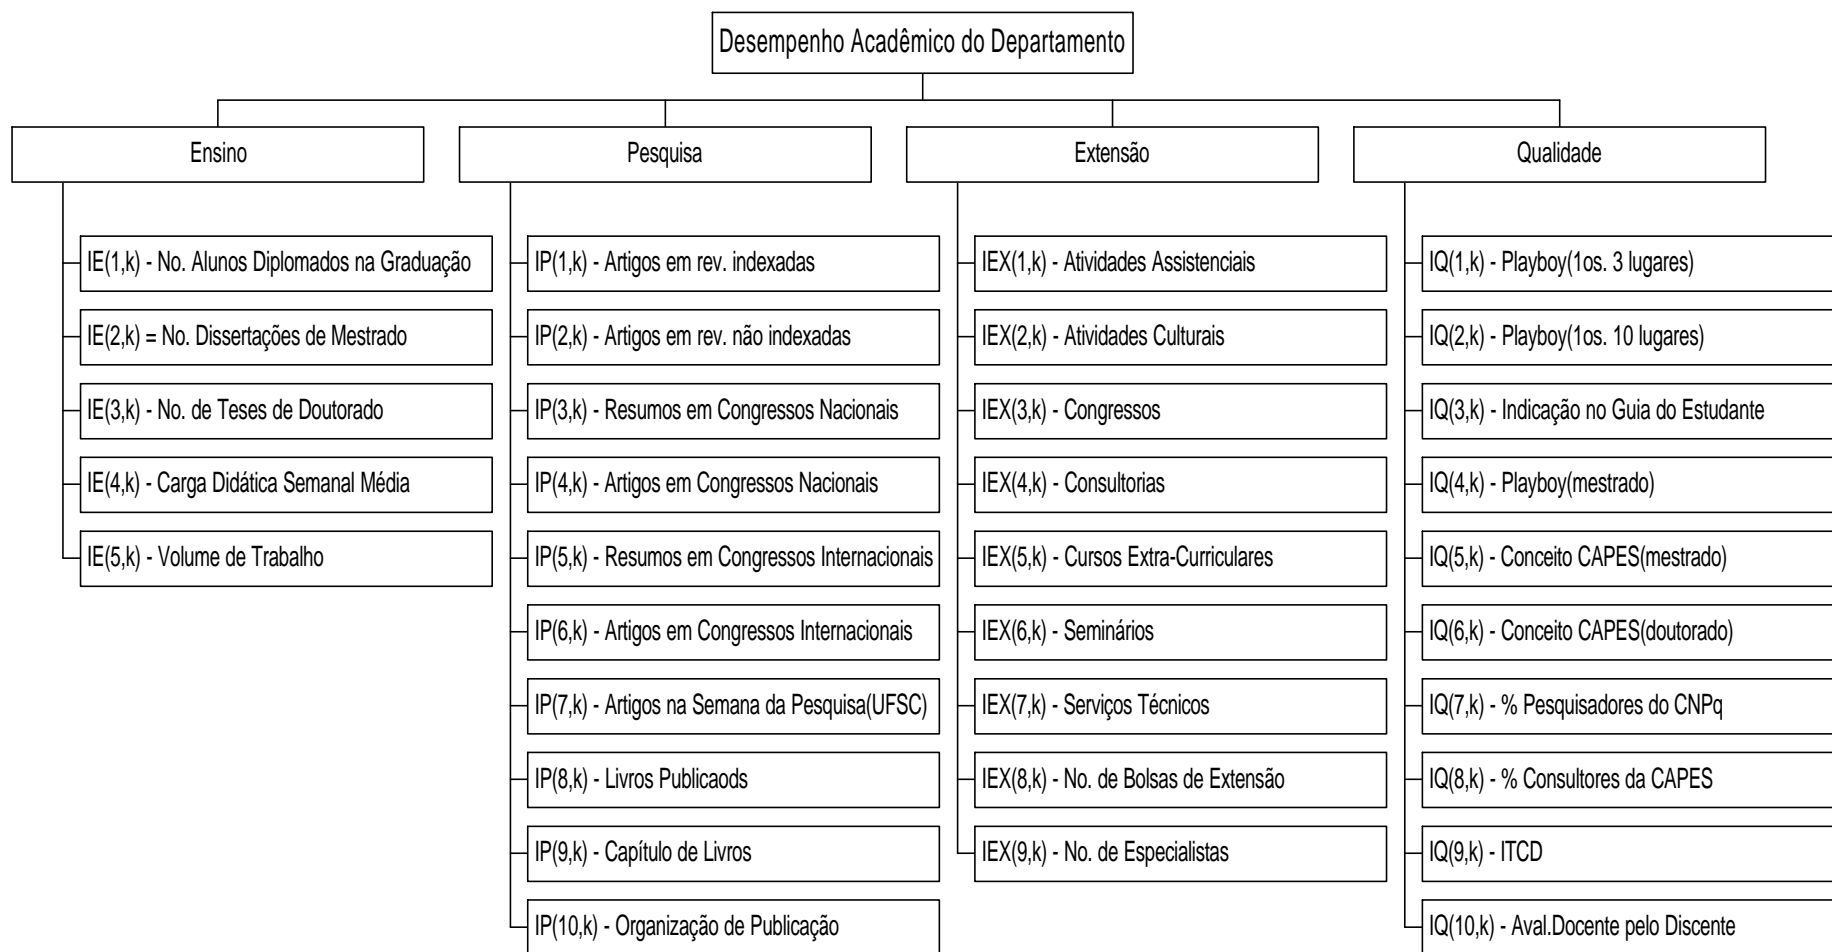 Desempenho Acadêmico do Departamento
Ensino
IE(1,k) - No. Alunos Diplomados na Graduação
IE(2,k) = No. Dissertações de Mestrado
IE(3,k) - No. de Teses de Doutorado
IE(4,k) - Carga Didática Semanal Média
IE(5,k) - Volume de Trabalho
Pesquisa
IP(1,k) - Artigos em rev. indexadas
IP(2,k) - Artigos em rev. não indexadas
IP(3,k) - Resumos em Congressos Nacionais
IP(4,k) - Artigos em Congressos Nacionais
IP(5,k) - Resumos em Congressos Internacionais
IP(6,k) - Artigos em Congressos Internacionais
IP(7,k) - Artigos na Semana da Pesquisa(UFSC)
IP(8,k) - Livros Publicaods
IP(9,k) - Capítulo de Livros
IP(10,k) - Organização de Publicação
Extensão
IEX(1,k) - Atividades Assistenciais
IEX(2,k) - Atividades Culturais
IEX(3,k) - Congressos
IEX(4,k) - Consultorias
IEX(5,k) - Cursos Extra-Curriculares
IEX(6,k) - Seminários
IEX(7,k) - Serviços Técnicos
IEX(8,k) - No. de Bolsas de Extensão
IEX(9,k) - No. de Especialistas
Qualidade
IQ(1,k) - Playboy(1os. 3 lugares)
IQ(2,k) - Playboy(1os. 10 lugares)
IQ(3,k) - Indicação no Guia do Estudante
IQ(4,k) - Playboy(mestrado)
IQ(5,k) - Conceito CAPES(mestrado)
IQ(6,k) - Conceito CAPES(doutorado)
IQ(7,k) - % Pesquisadores do CNPq
IQ(8,k) - % Consultores da CAPES
IQ(9,k) - ITCD
IQ(10,k) - Aval.Docente pelo Discente